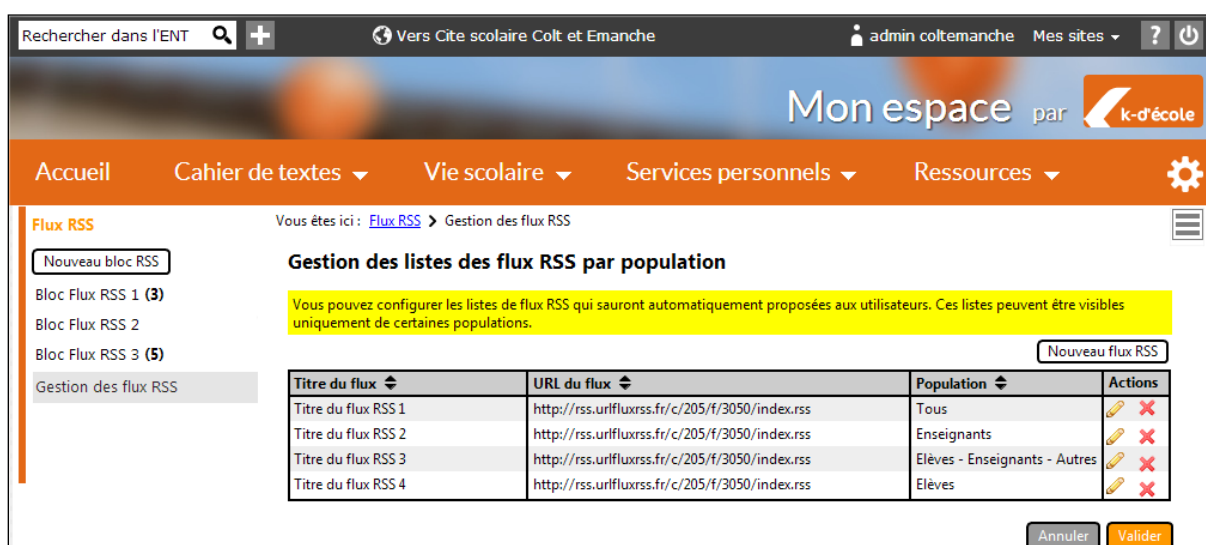 Rechercher dans l'ENT
Vers Cite scolaire Colt et Emanche
admin coltemanche Mes sites
?
Mon espace par k-d'école
Accueil Cahier de textes Vie scolaire Services personnels Ressources
Flux RSS
Nouveau bloc RSS
Bloc Flux RSS 1 (3)
Bloc Flux RSS 2
Bloc Flux RSS 3 (5)
Gestion des flux RSS
Vous êtes ici : Flux RSS > Gestion des flux RSS
Gestion des listes des flux RSS par population
Vous pouvez configurer les listes de flux RSS qui sauront automatiquement proposées aux utilisateurs. Ces listes peuvent être visibles
uniquement de certaines populations.
Nouveau flux RSS
Titre du flux URL du flux Population Actions
Titre du flux RSS 1 http://rss.urlfluxrss.fr/c/205/f/3050/index.rss Tous
Titre du flux RSS 2 http://rss.urlfluxrss.fr/c/205/f/3050/index.rss Enseignants
Titre du flux RSS 3 http://rss.urlfluxrss.fr/c/205/f/3050/index.rss Elèves - Enseignants - Autres
Titre du flux RSS 4 http://rss.urlfluxrss.fr/c/205/f/3050/index.rss Elèves
Annuler Valider